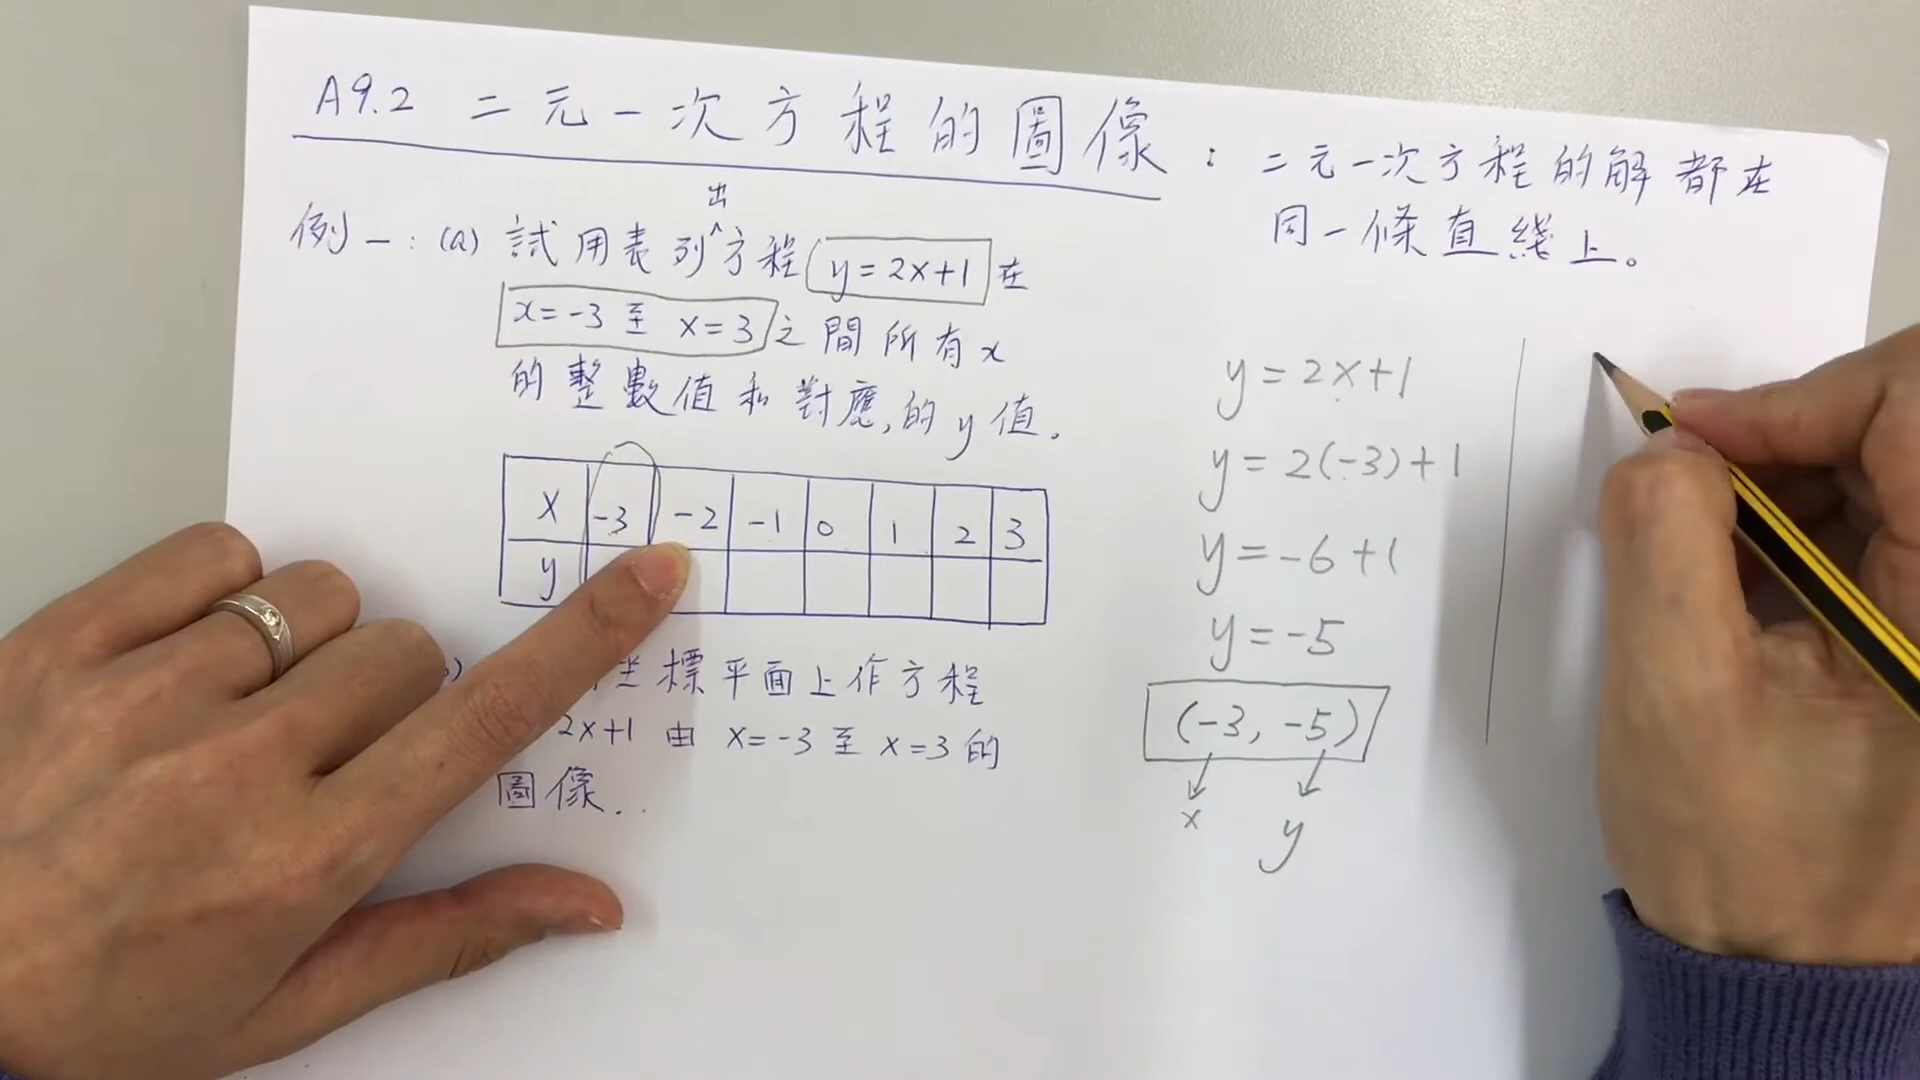 A9.2 二元一次方程的圖像：二元一次方程的解都在
同一條直綫上。
例一：(a) 試用表列出方程 y=2x+1 在
x=-3 至 x=3 之間所有 x
的整數值和對應的 y 值.
x -3 -2 -1 0 1 2 3
y
坐標平面上作方程
2x+1 由 x=-3 至 x=3 的
圖像.
y=2x+1
y=2(-3)+1
y=-6+1
y=-5
(-3, -5)
x y